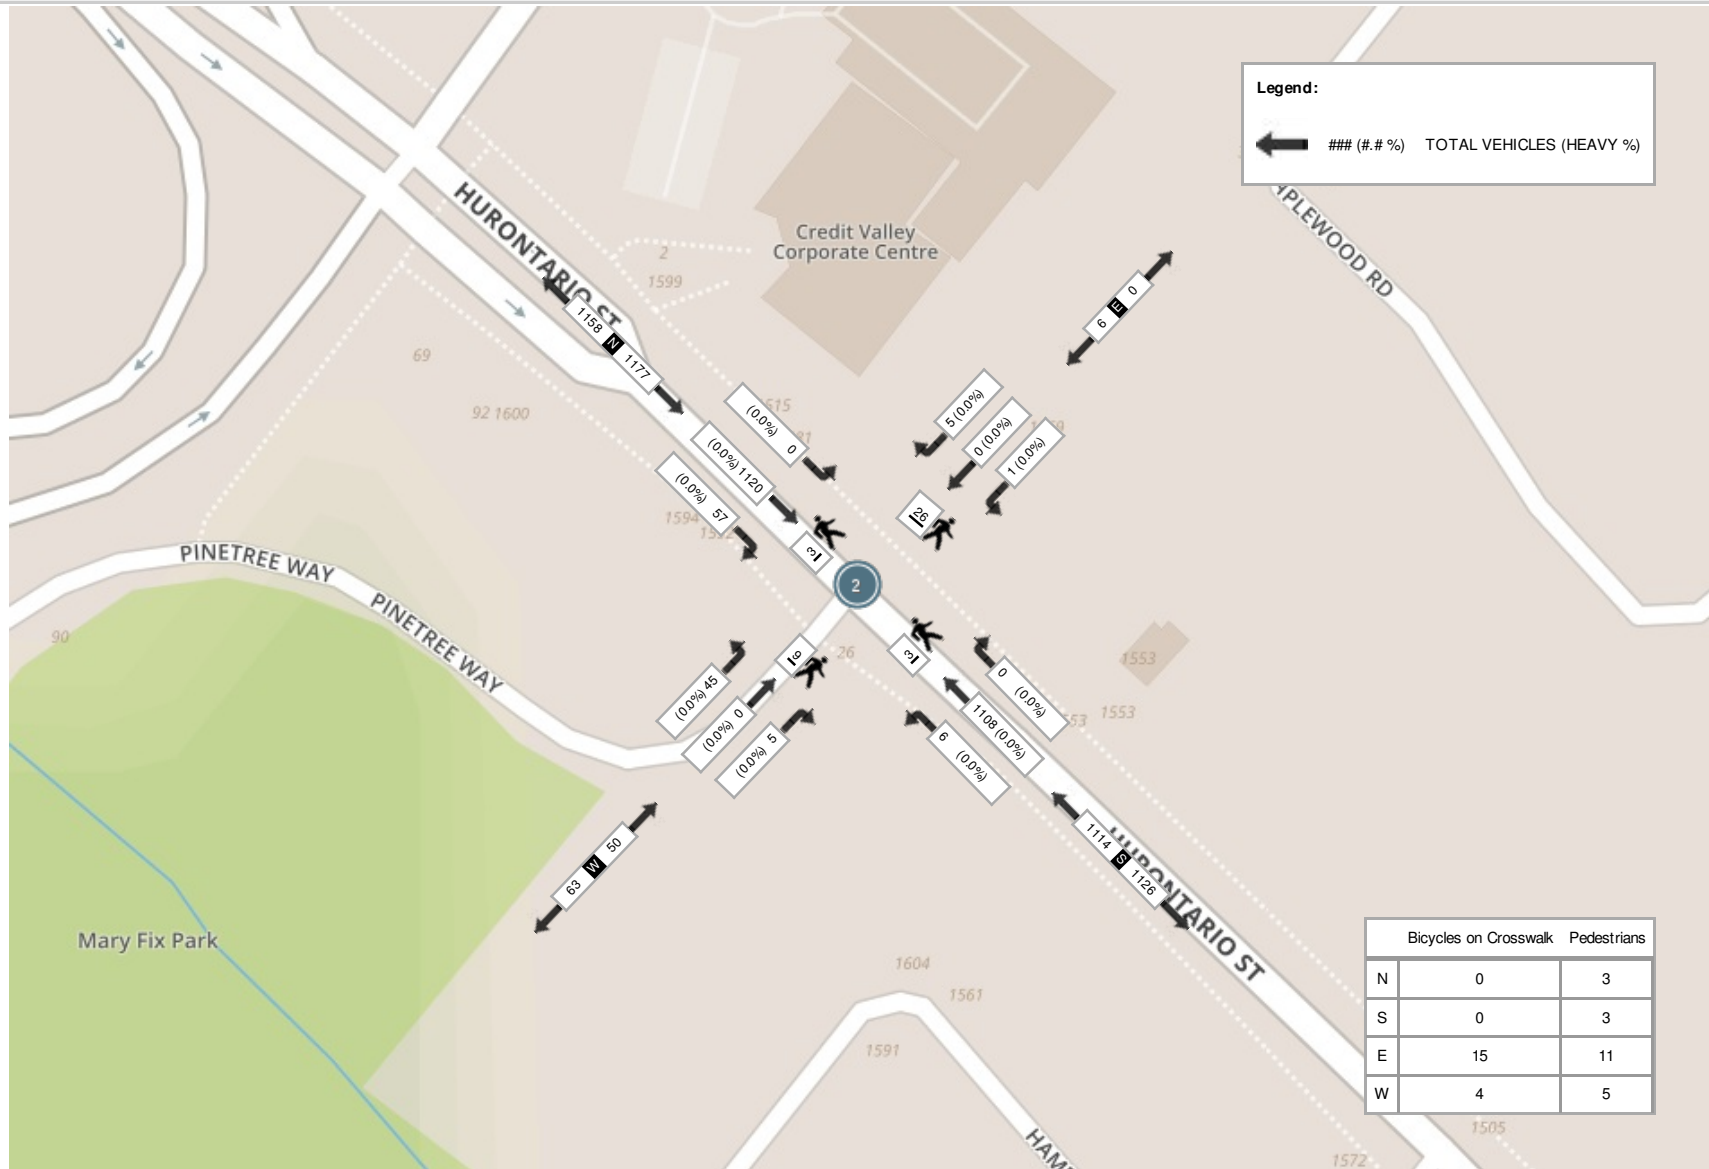 Legend:
### (#.# %) TOTAL VEHICLES (HEAVY %)
HURONTARIO ST
Credit Valley
Corporate Centre
2
1599
69
92 1600
1158 N 1177
6 E 0
(0.0%) 0
(0.0%) 1120
(0.0%) 57
5 (0.0%)
0 (0.0%)
1 (0.0%)
26
1594
3
2
PINETREE WAY
PINETREE WAY
90
9
26
3
1553
1553
(0.0%) 45
(0.0%) 0
(0.0%) 5
0 (0.0%)
1108 (0.0%)
6 (0.0%)
63 W 50
1114 S 1126
HURONTARIO ST
Mary Fix Park
1604
1561
1591
Bicycles on Crosswalk Pedestrians
N 0 3
S 0 3
E 15 11
W 4 5
1505
1572